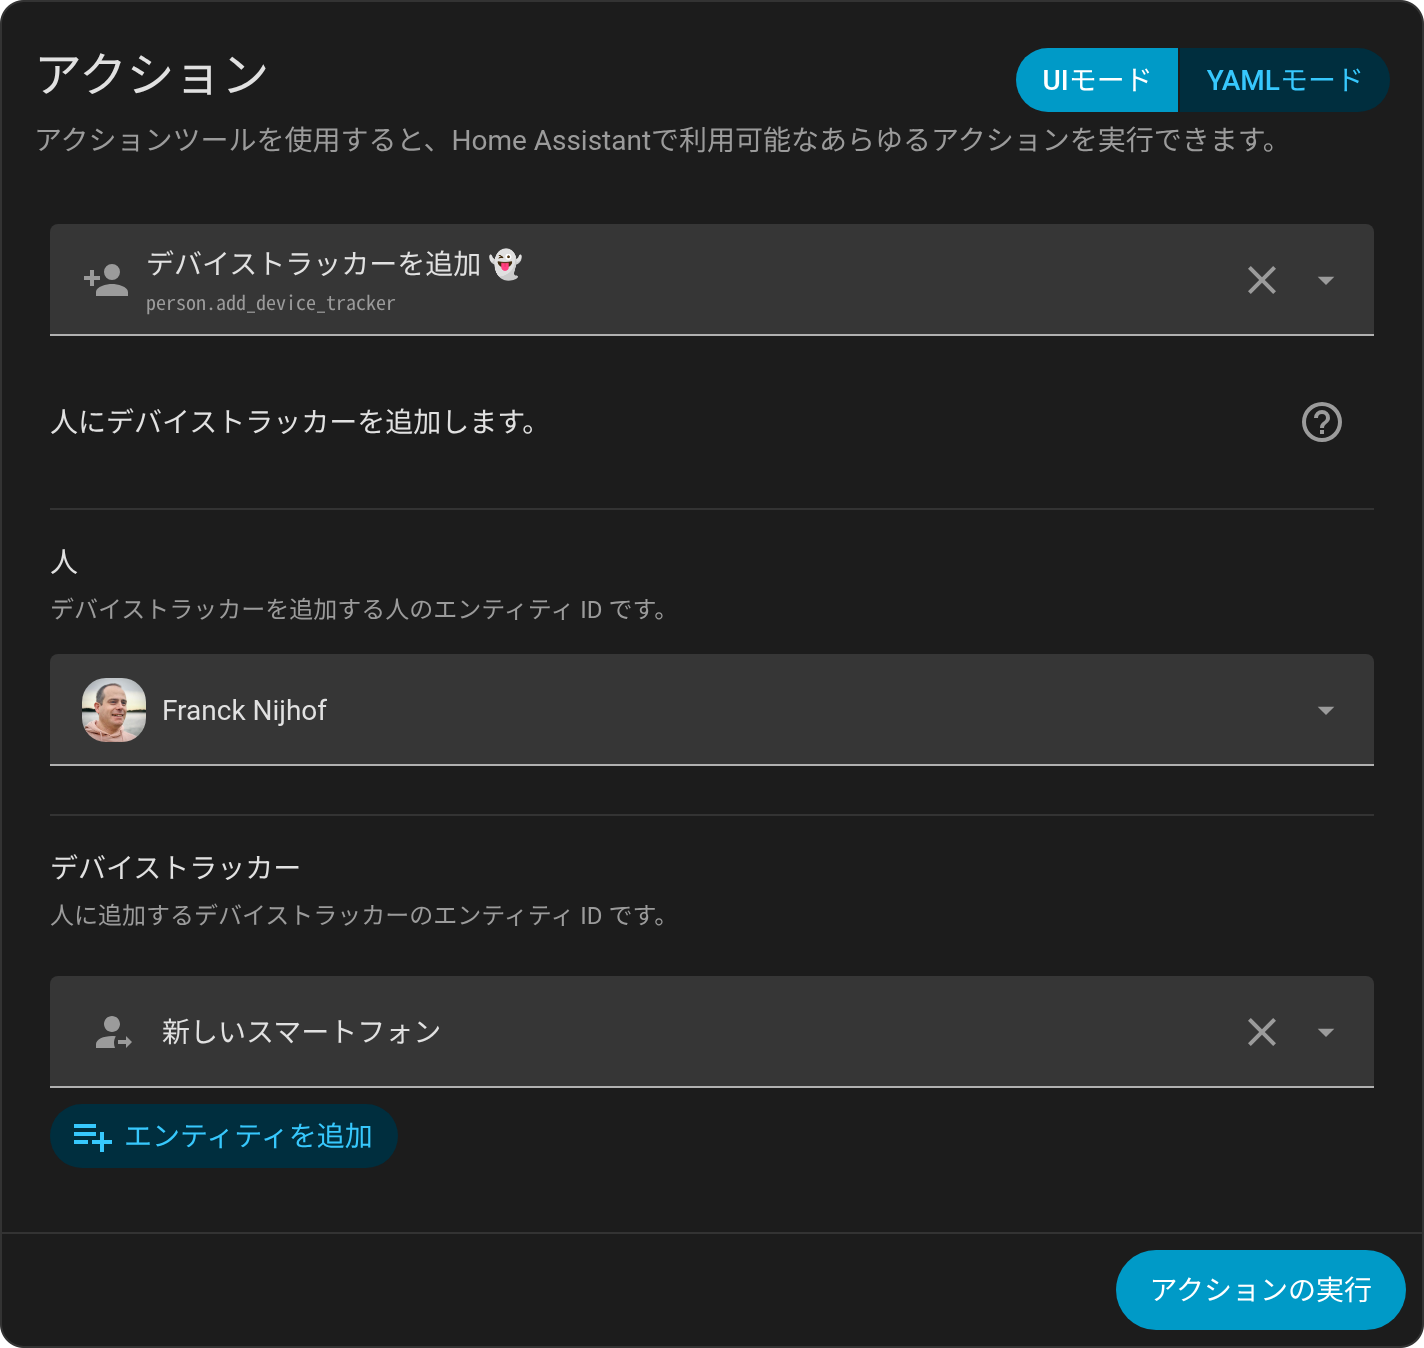 アクション
UIモード
YAMLモード
アクションツールを使用すると、Home Assistantで利用可能なあらゆるアクションを実行できます。
デバイストラッカーを追加 👻
person.add_device_tracker
人にデバイストラッカーを追加します。
人
デバイストラッカーを追加する人のエンティティ ID です。
Franck Nijhof
デバイストラッカー
人に追加するデバイストラッカーのエンティティ ID です。
新しいスマートフォン
エンティティを追加
アクションの実行